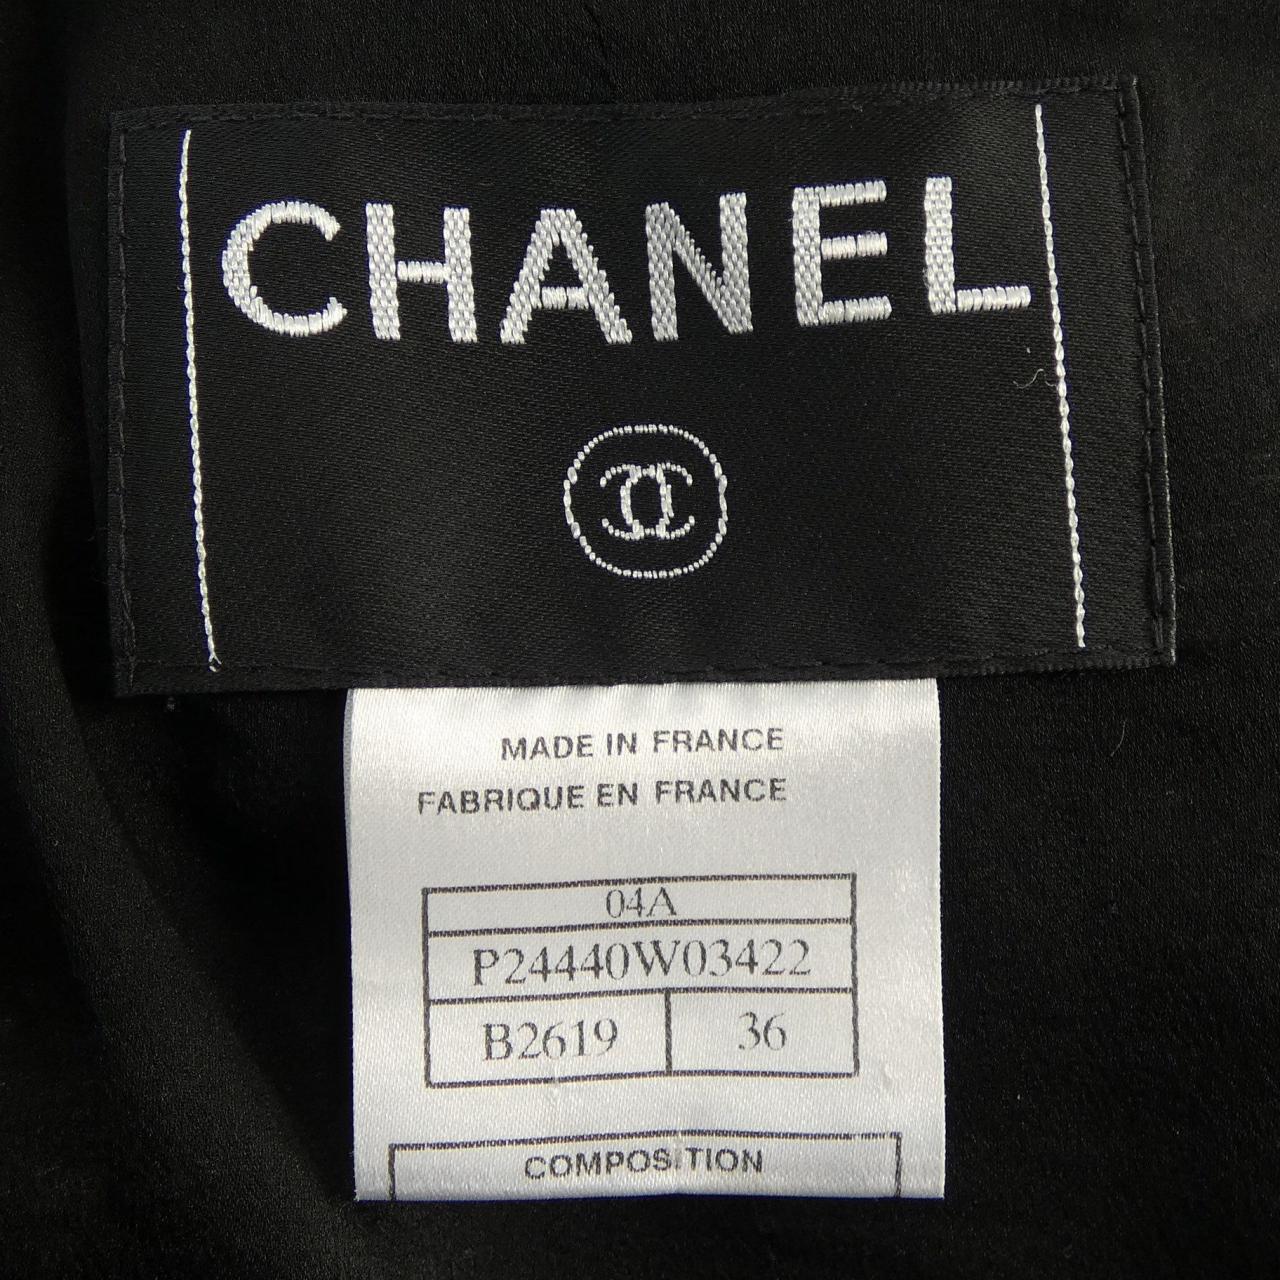 CHANEL
MADE IN FRANCE
FABRIQUE EN FRANCE
04A
P24440W03422
B2619 36
COMPOSITION